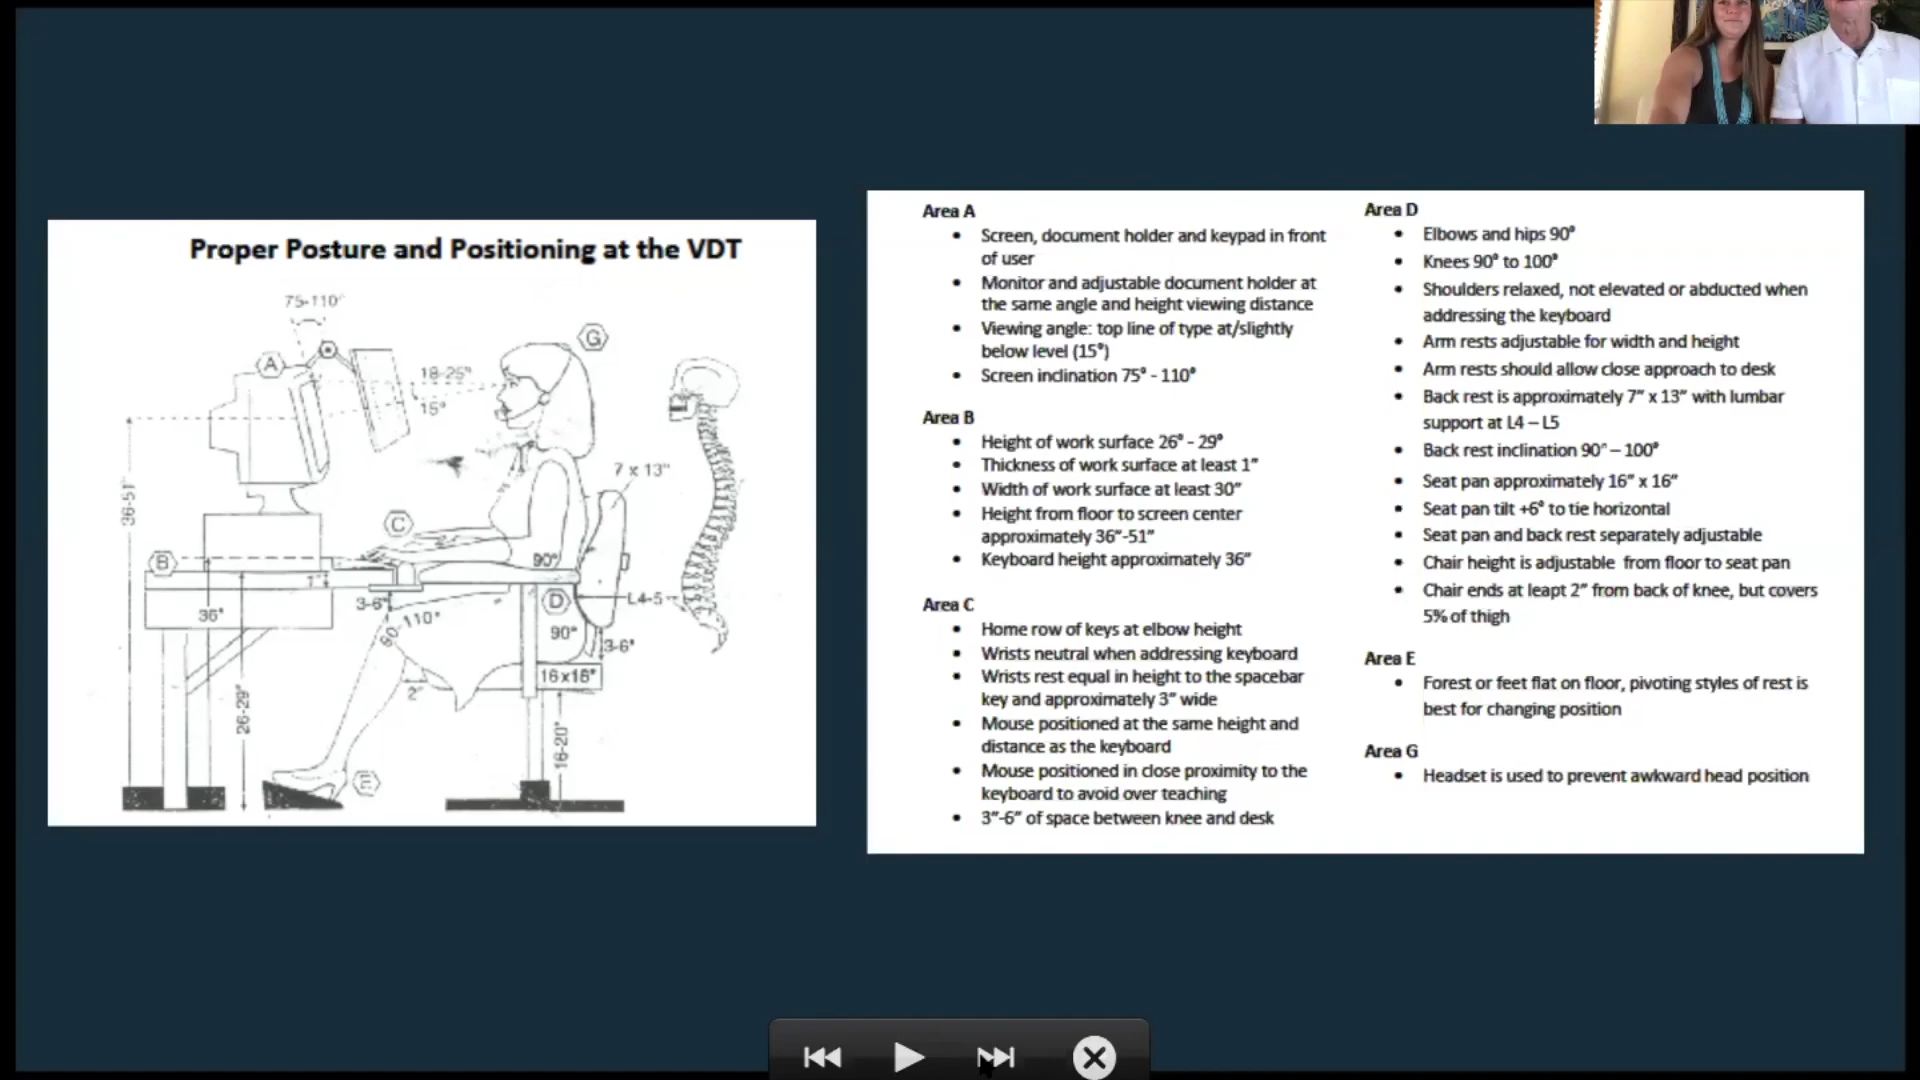 Proper Posture and Positioning at the VDT
75-110°
A
G
18-25"
15°
7 x 13"
36-51"
C
B
90°
1"
3-6"
D
L4-5
36"
90-110°
90°
3-6"
16x16"
2"
26-29"
16-20"
E
Area A
• Screen, document holder and keypad in front
of user
• Monitor and adjustable document holder at
the same angle and height viewing distance
• Viewing angle: top line of type at/slightly
below level (15°)
• Screen inclination 75° - 110°
Area B
• Height of work surface 26° - 29°
• Thickness of work surface at least 1”
• Width of work surface at least 30”
• Height from floor to screen center
approximately 36”-51”
• Keyboard height approximately 36”
Area C
• Home row of keys at elbow height
• Wrists neutral when addressing keyboard
• Wrists rest equal in height to the spacebar
key and approximately 3” wide
• Mouse positioned at the same height and
distance as the keyboard
• Mouse positioned in close proximity to the
keyboard to avoid over teaching
• 3”-6” of space between knee and desk
Area D
• Elbows and hips 90°
• Knees 90° to 100°
• Shoulders relaxed, not elevated or abducted when
addressing the keyboard
• Arm rests adjustable for width and height
• Arm rests should allow close approach to desk
• Back rest is approximately 7” x 13” with lumbar
support at L4 – L5
• Back rest inclination 90° – 100°
• Seat pan approximately 16” x 16”
• Seat pan tilt +6° to tie horizontal
• Seat pan and back rest separately adjustable
• Chair height is adjustable from floor to seat pan
• Chair ends at leapt 2” from back of knee, but covers
5% of thigh
Area E
• Forest or feet flat on floor, pivoting styles of rest is
best for changing position
Area G
• Headset is used to prevent awkward head position